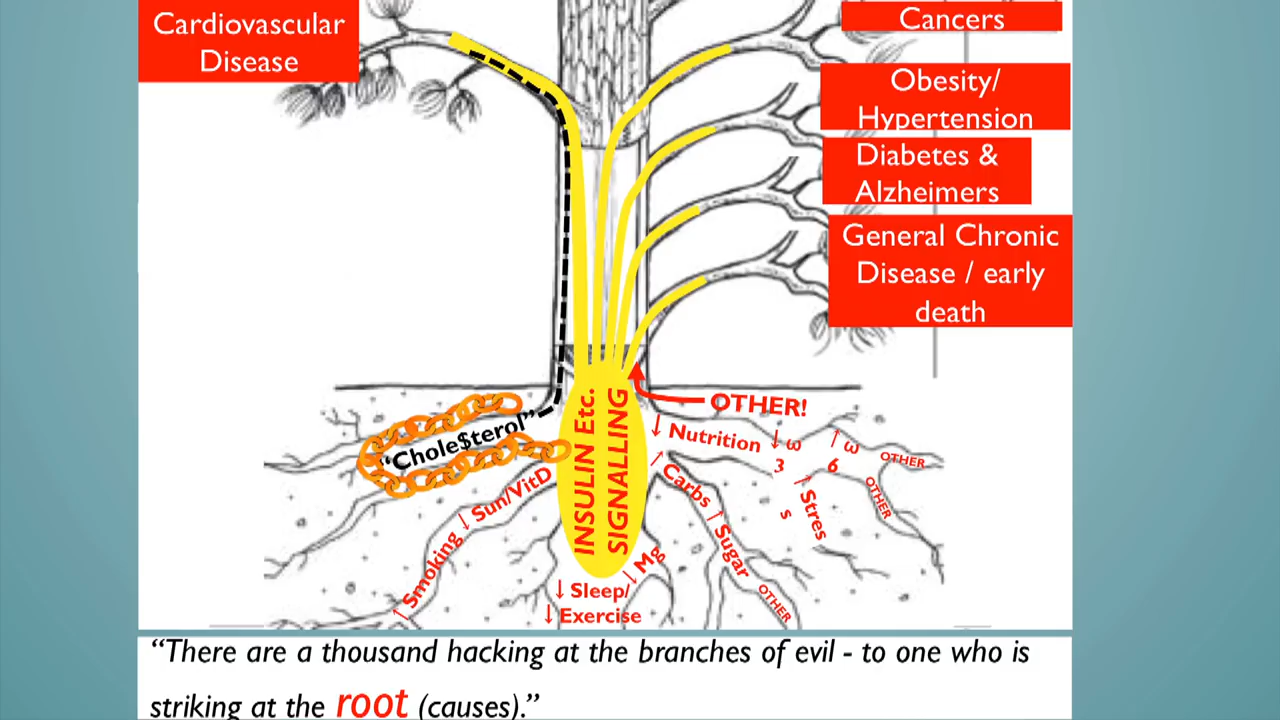 Cardiovascular
Disease
Cancers
Obesity/
Hypertension
Diabetes &
Alzheimers
General Chronic
Disease / early
death
INSULIN Etc.
SIGNALLING
OTHER!
"Chole$terol"
↓ Nutrition
↓ ω
3
↑ ω
6
OTHER
OTHER
↑ Carbs
↑ Sugar
OTHER
↑ Stres
s
↓ Sun/VitD
↑ Smoking
↓ Mg
↓ Sleep/
↓ Exercise
“There are a thousand hacking at the branches of evil - to one who is
striking at the root (causes).”